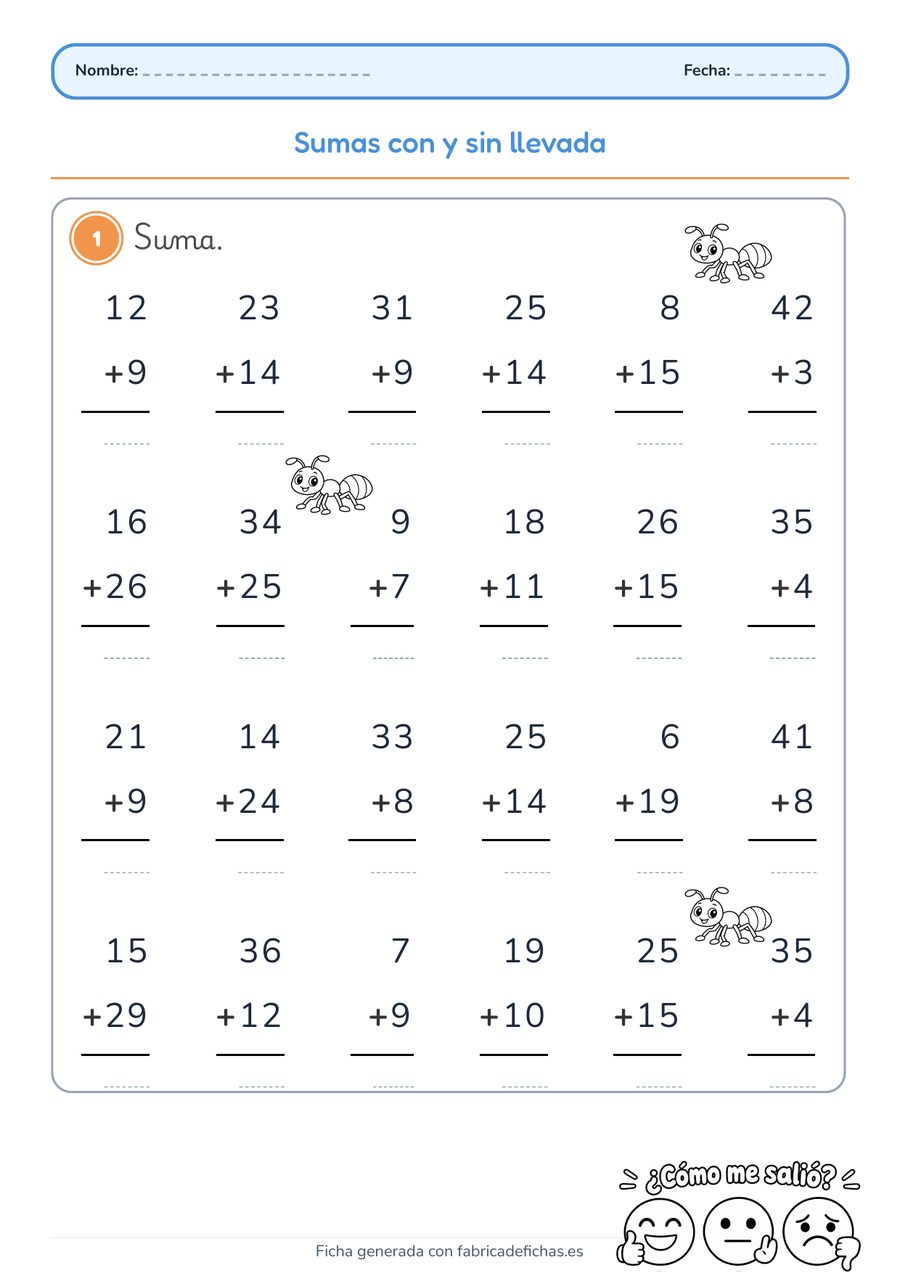 Nombre: Fecha:
Sumas con y sin llevada
1 Suma.
12 23 31 25 8 42
+9 +14 +9 +14 +15 +3
16 34 9 18 26 35
+26 +25 +7 +11 +15 +4
21 14 33 25 6 41
+9 +24 +8 +14 +19 +8
15 36 7 19 25 35
+29 +12 +9 +10 +15 +4
¿Cómo me salió?
Ficha generada con fabricadefichas.es